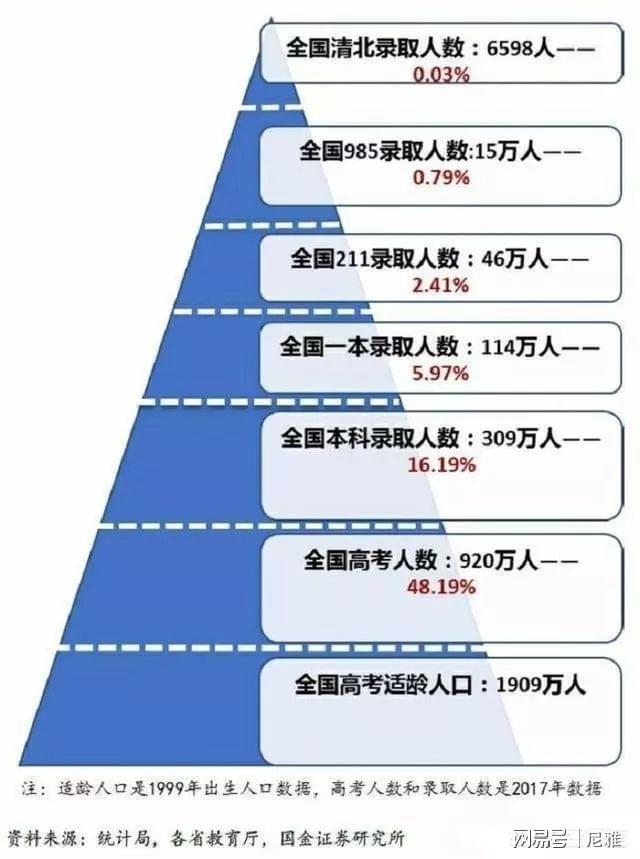 全国清北录取人数：6598人——
0.03%
全国985录取人数:15万人——
0.79%
全国211录取人数：46万人——
2.41%
全国一本录取人数：114万人——
5.97%
全国本科录取人数：309万人——
16.19%
全国高考人数：920万人——
48.19%
全国高考适龄人口：1909万人
注：适龄人口是1999年出生人口数据，高考人数和录取人数是2017年数据
资料来源：统计局，各省教育厅，国金证券研究所
网易号 | 尼雅